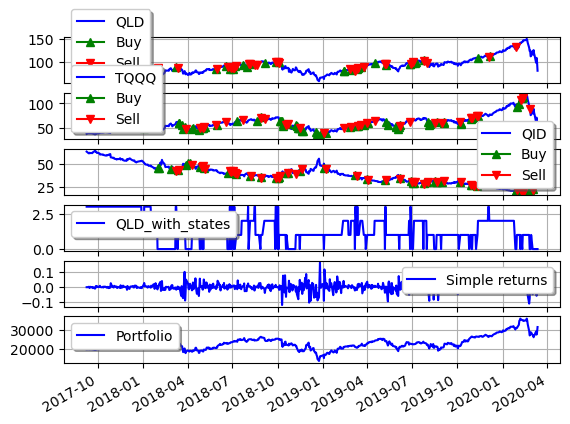 QLD
Buy
Sell
TQQQ
Buy
Sell
QID
Buy
Sell
QLD_with_states
Simple returns
Portfolio
150
100
100
50
50
25
2.5
0.0
0.1
0.0
−0.1
30000
20000
2017-10
2018-01
2018-04
2018-07
2018-10
2019-01
2019-04
2019-07
2019-10
2020-01
2020-04